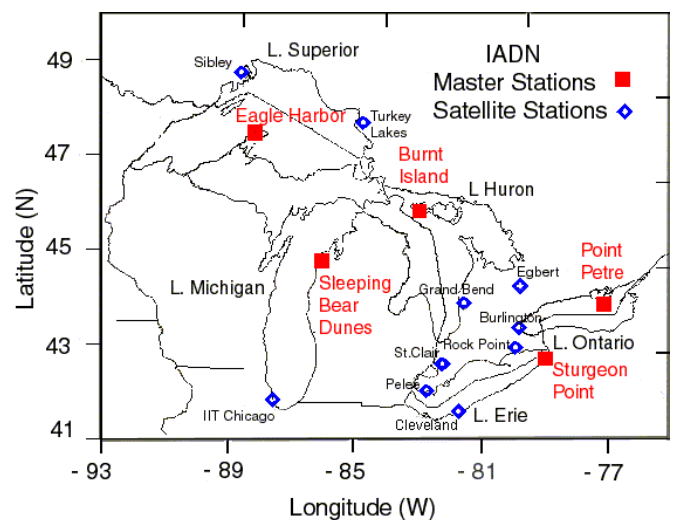 49
47
45
43
41
Latitude (N)
- 93
- 89
- 85
- 81
- 77
Longitude (W)
IADN
Master Stations
Satellite Stations
Sibley
L. Superior
Eagle Harbor
Turkey
Lakes
Burnt
Island
L Huron
L. Michigan
Sleeping
Bear
Dunes
Grand Bend
Egbert
Point
Petre
Burlington
Rock Point
L. Ontario
St.Clair
Sturgeon
Point
Pelee
IIT Chicago
Cleveland
L. Erie